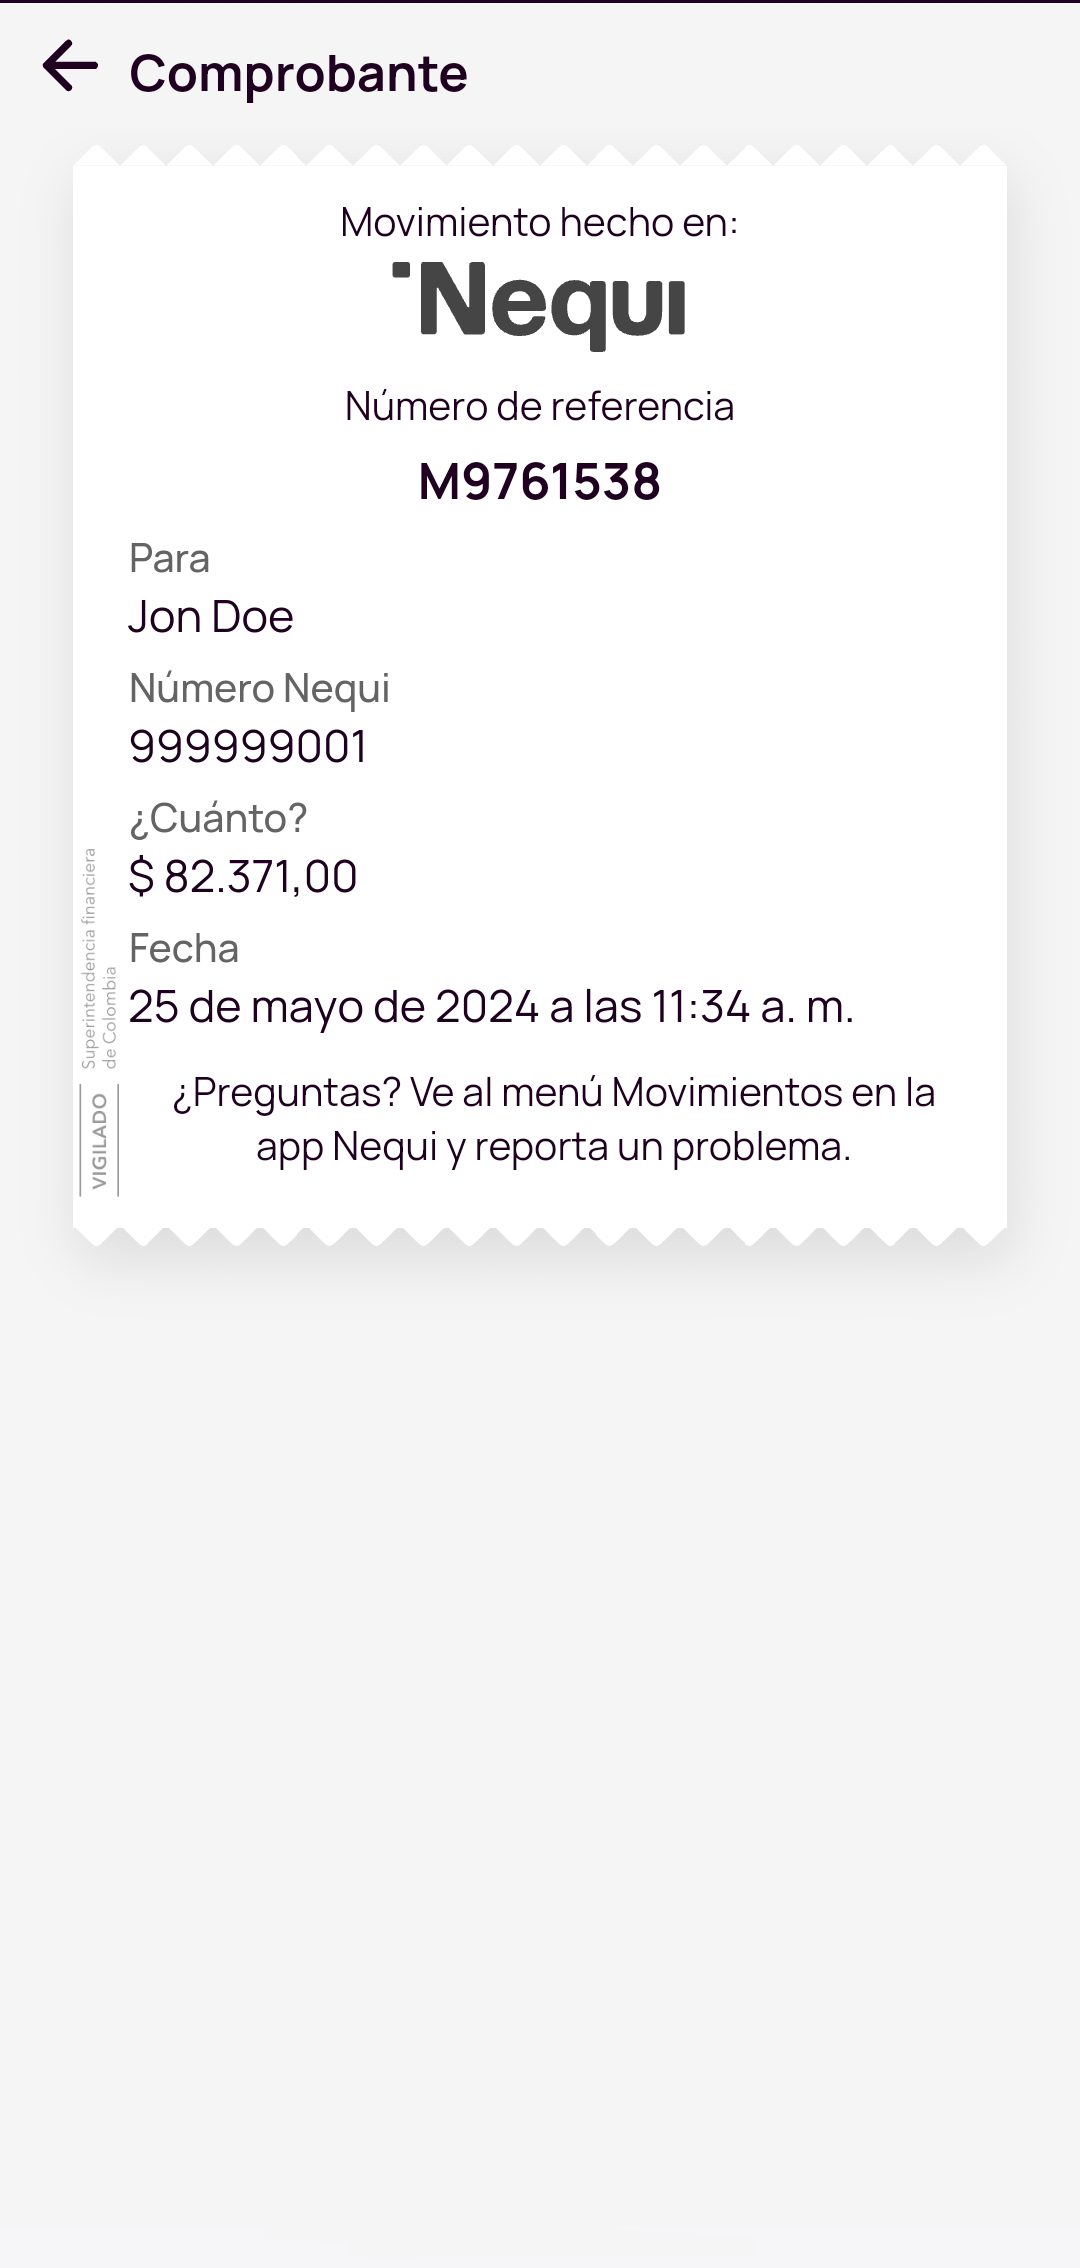 Comprobante
Movimiento hecho en:
Nequi
Número de referencia
M9761538
Para
Jon Doe
Número Nequi
999999001
¿Cuánto?
$ 82.371,00
Fecha
25 de mayo de 2024 a las 11:34 a. m.
¿Preguntas? Ve al menú Movimientos en la
app Nequi y reporta un problema.
VIGILADO
Superintendencia financiera
de Colombia